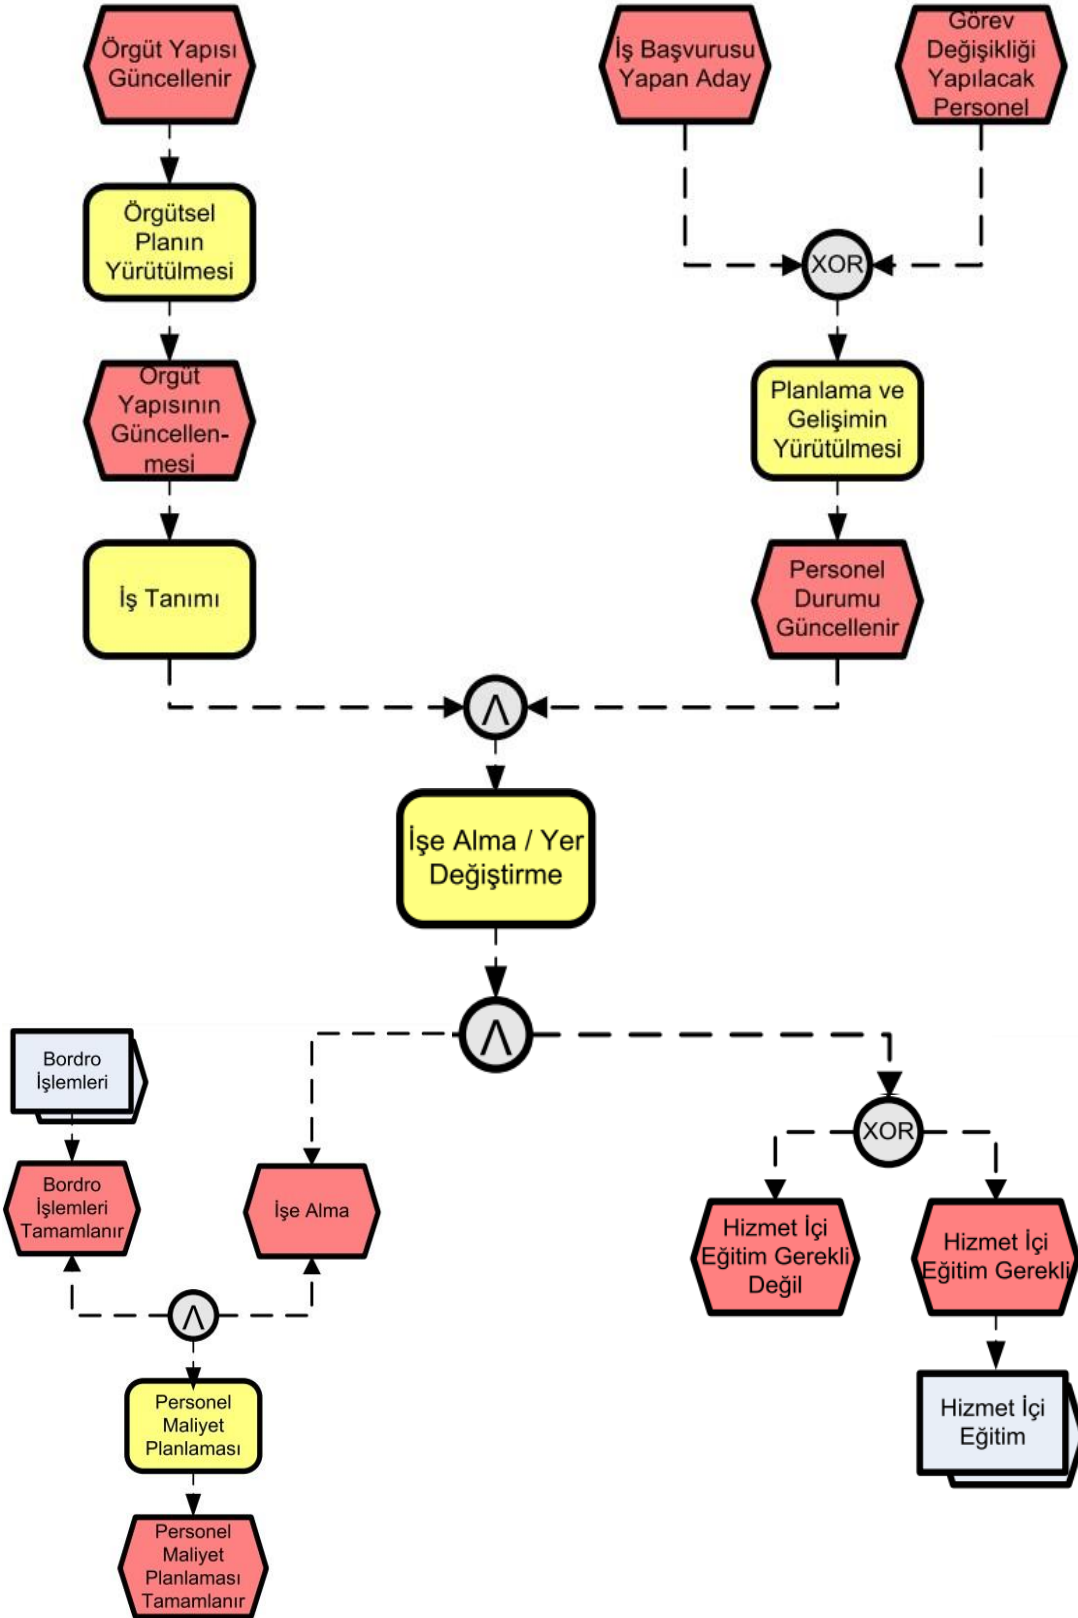 Örgüt Yapısı
Güncellenir
İş Başvurusu
Yapan Aday
Görev
Değişikliği
Yapılacak
Personel
Örgütsel
Planın
Yürütülmesi
XOR
Orgüt
Yapısının
Güncellen-
mesi
Planlama ve
Gelişimin
Yürütülmesi
İş Tanımı
Personel
Durumu
Güncellenir
Λ
İşe Alma / Yer
Değiştirme
Λ
Bordro
İşlemleri
XOR
Bordro
İşlemleri
Tamamlanır
İşe Alma
Hizmet İçi
Eğitim Gerekli
Değil
Hizmet İçi
Eğitim Gerekli
Λ
Personel
Maliyet
Planlaması
Hizmet İçi
Eğitim
Personel
Maliyet
Planlaması
Tamamlanır